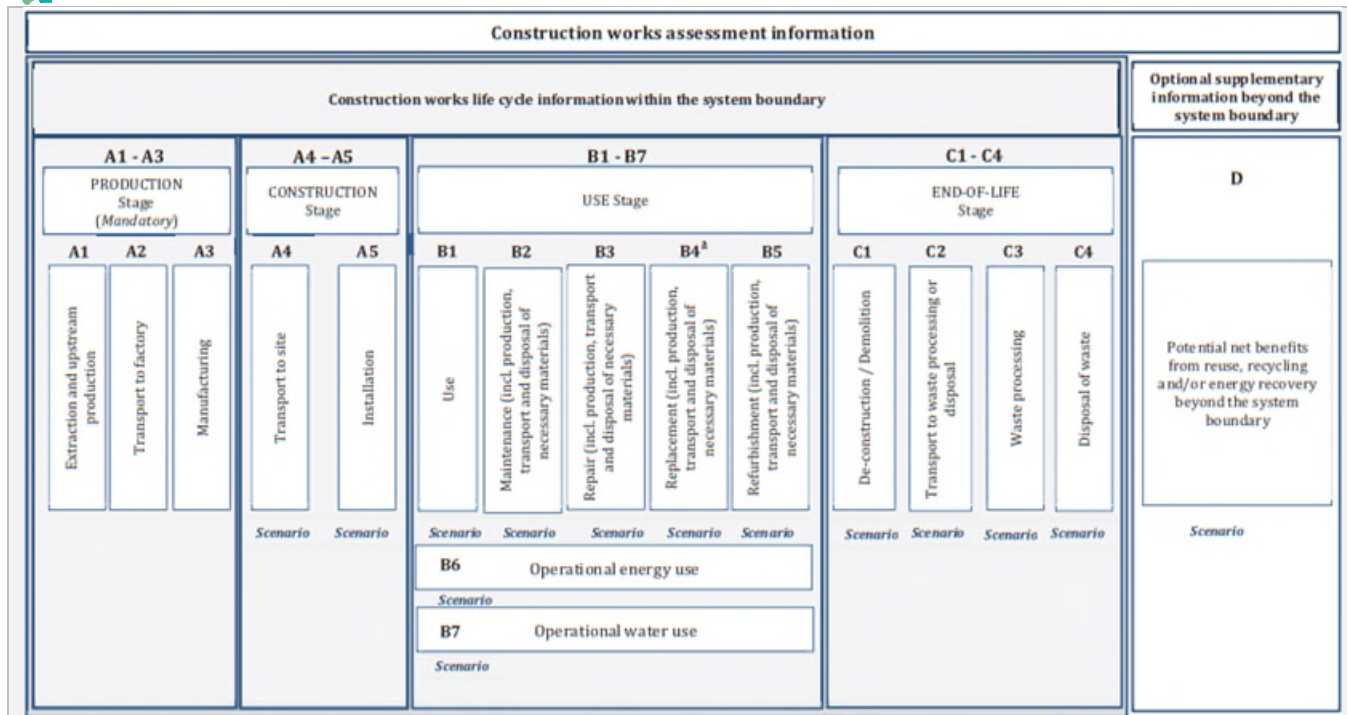 Construction works assessment information
Construction works life cycle information within the system boundary
Optional supplementary
information beyond the
system boundary
A1 - A3
PRODUCTION
Stage
(Mandatory)
A4 – A5
CONSTRUCTION
Stage
B1 - B7
USE Stage
C1 - C4
END-OF-LIFE
Stage
D
A1
A2
A3
A4
A5
B1
B2
B3
B4ª
B5
C1
C2
C3
C4
Extraction and upstream
production
Transport to factory
Manufacturing
Transport to site
Installation
Use
Maintenance (incl. production,
transport and disposal of
necessary materials)
Repair (incl. production, transport
and disposal of necessary
materials)
Replacement (incl. production,
transport and disposal of
necessary materials)
Refurbishment (incl. production,
transport and disposal of
necessary materials)
De-construction / Demolition
Transport to waste processing or
disposal
Waste processing
Disposal of waste
Potential net benefits
from reuse, recycling
and/or energy recovery
beyond the system
boundary
Scenario
Scenario
Scenario
Scenario
Scenario
Scenario
Scenario
Scenario
Scenario
Scenario
Scenario
Scenario
B6
Operational energy use
Scenario
B7
Operational water use
Scenario